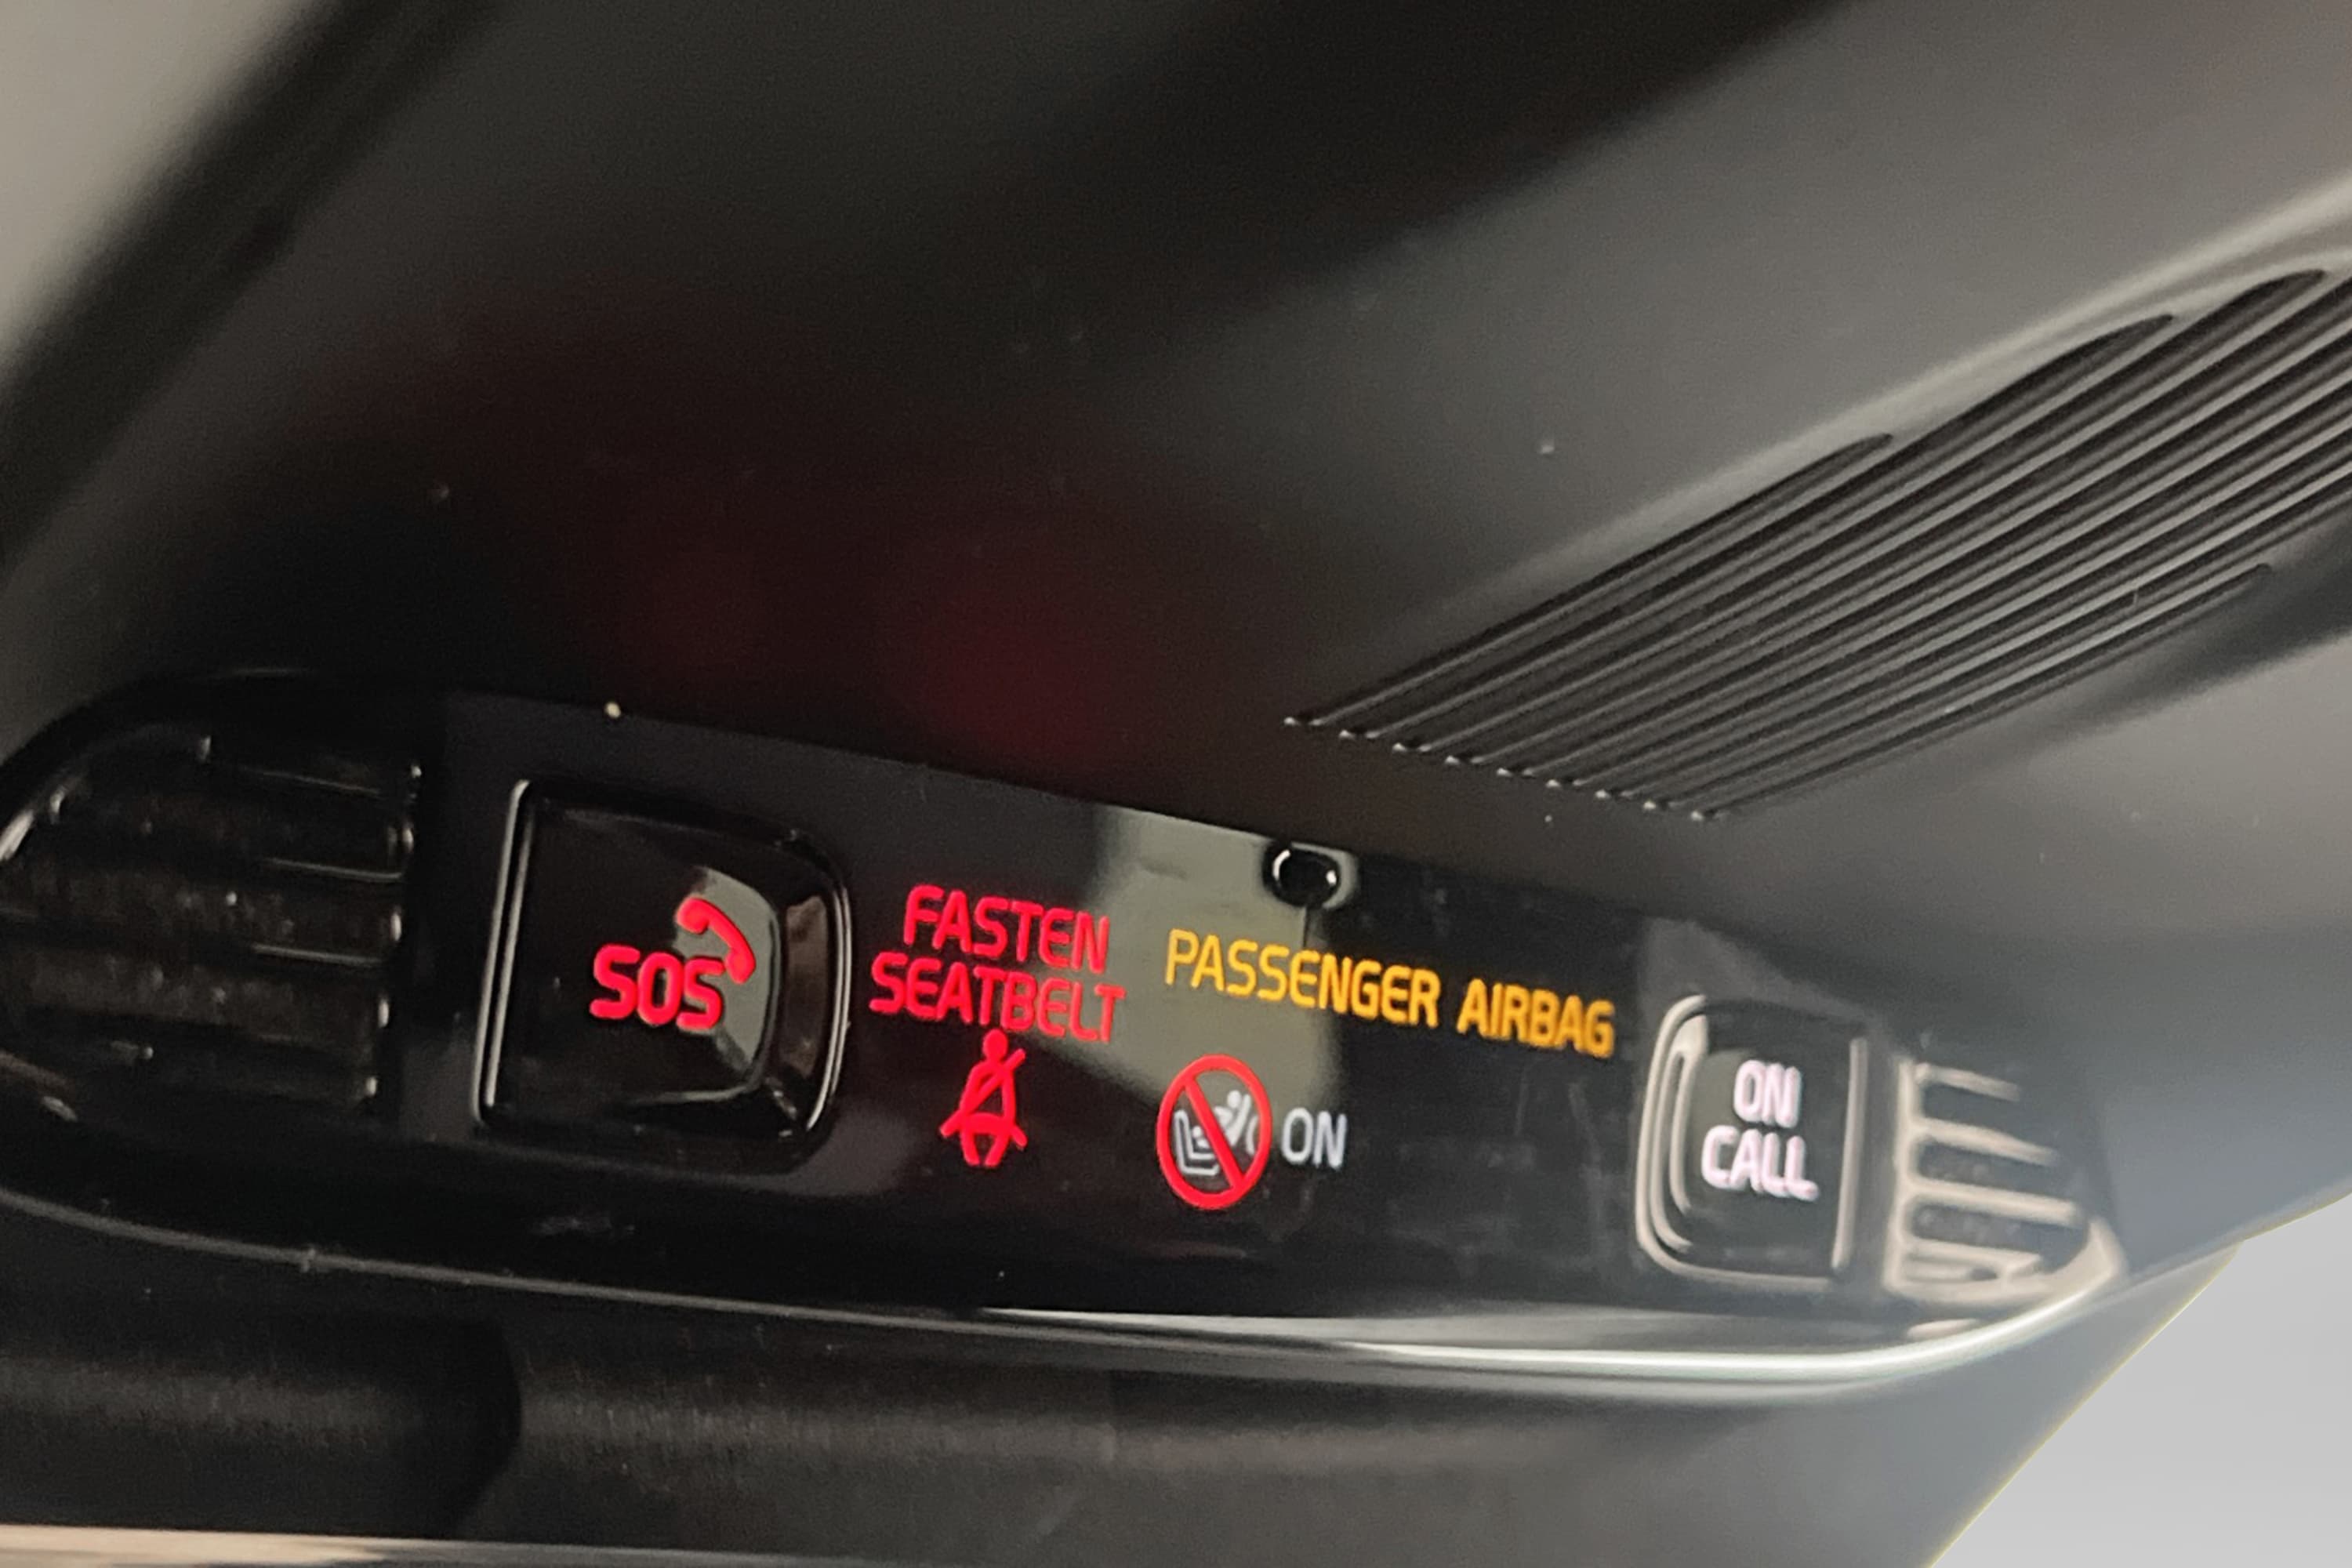 SOS
FASTEN
SEATBELT
PASSENGER AIRBAG
ON
ON
CALL